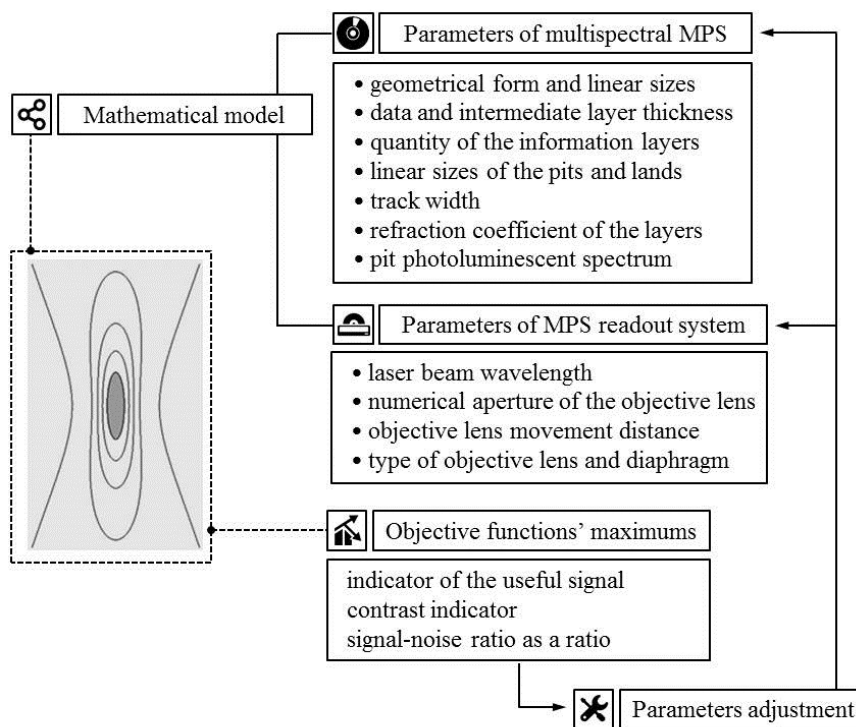 Parameters of multispectral MPS
• geometrical form and linear sizes
• data and intermediate layer thickness
• quantity of the information layers
• linear sizes of the pits and lands
• track width
• refraction coefficient of the layers
• pit photoluminescent spectrum
Mathematical model
Parameters of MPS readout system
• laser beam wavelength
• numerical aperture of the objective lens
• objective lens movement distance
• type of objective lens and diaphragm
Objective functions’ maximums
indicator of the useful signal
contrast indicator
signal-noise ratio as a ratio
Parameters adjustment